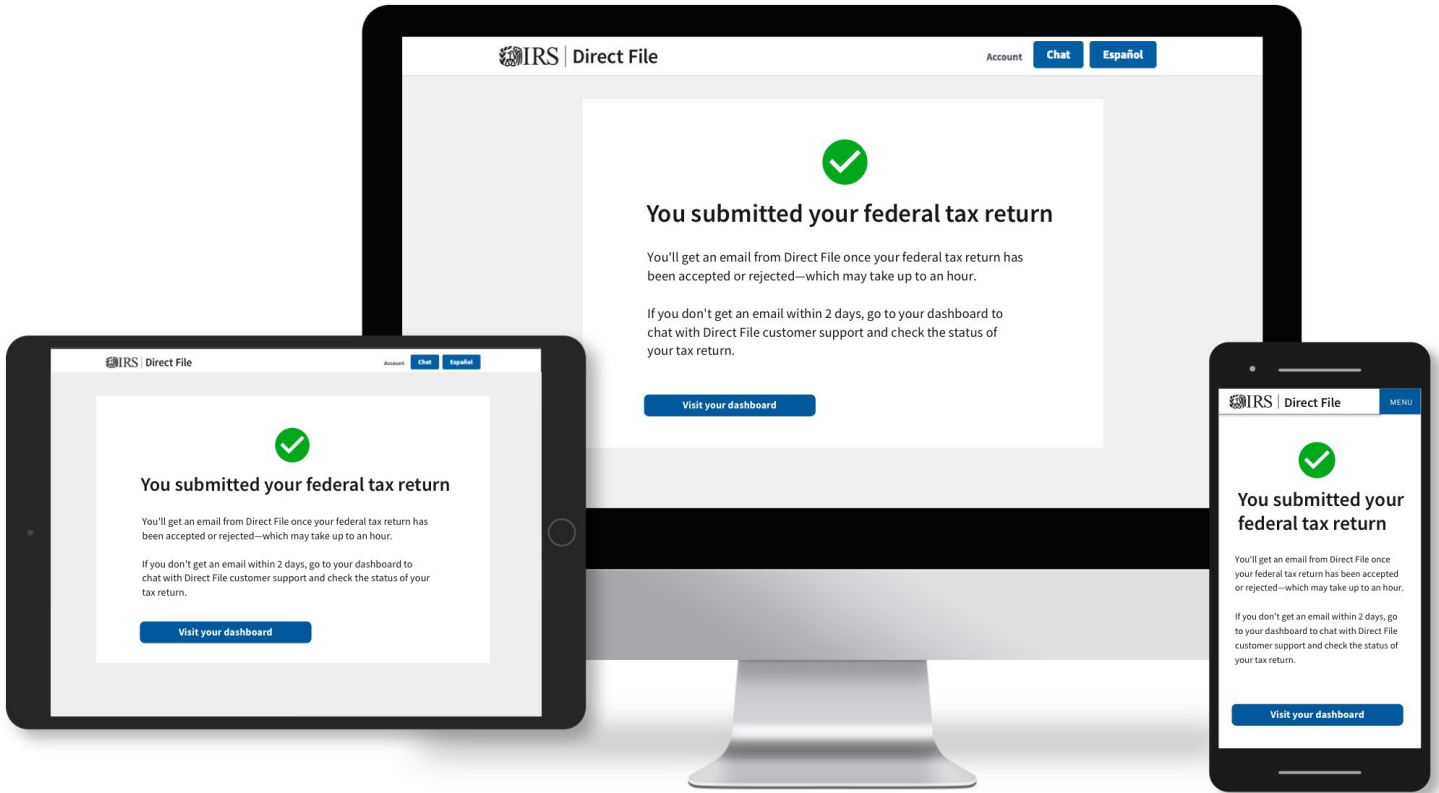 IRS | Direct File
Account Chat Español
You submitted your federal tax return
You'll get an email from Direct File once your federal tax return has
been accepted or rejected—which may take up to an hour.
If you don't get an email within 2 days, go to your dashboard to
chat with Direct File customer support and check the status of
your tax return.
Visit your dashboard
IRS | Direct File
Account Chat Español
You submitted your federal tax return
You'll get an email from Direct File once your federal tax return has
been accepted or rejected—which may take up to an hour.
If you don't get an email within 2 days, go to your dashboard to
chat with Direct File customer support and check the status of your
tax return.
Visit your dashboard
IRS | Direct File
MENU
You submitted your
federal tax return
You'll get an email from Direct File once
your federal tax return has been accepted
or rejected—which may take up to an hour.
If you don't get an email within 2 days, go
to your dashboard to chat with Direct File
customer support and check the status of
your tax return.
Visit your dashboard